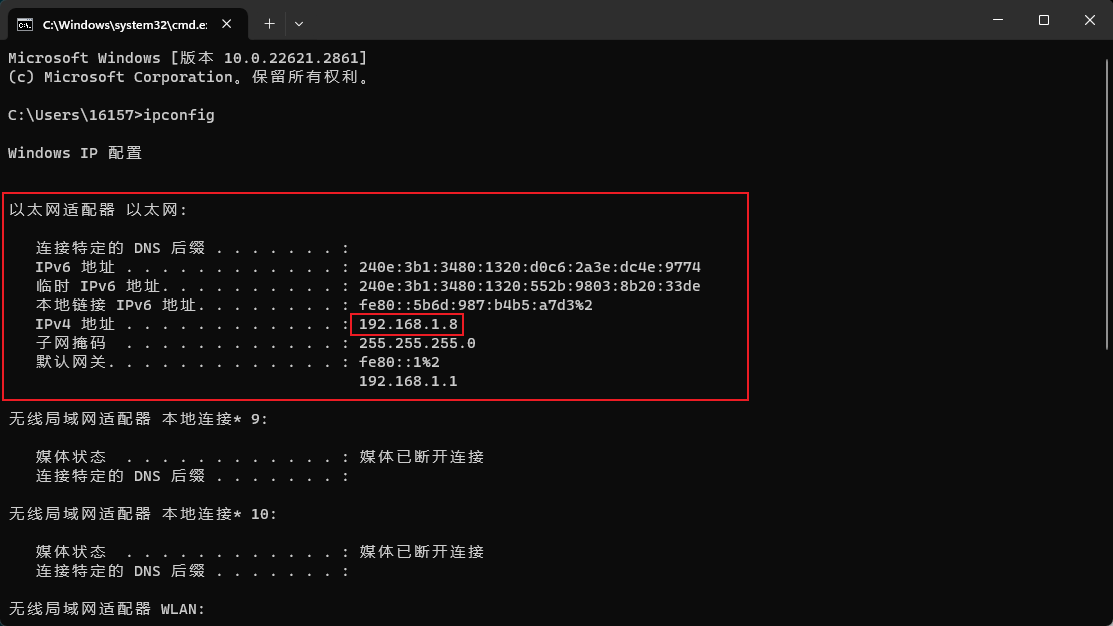 C:\Windows\system32\cmd.e:
Microsoft Windows [版本 10.0.22621.2861]
(c) Microsoft Corporation。保留所有权利。
C:\Users\16157>ipconfig
Windows IP 配置
以太网适配器 以太网:
连接特定的 DNS 后缀 . . . . . . . :
IPv6 地址 . . . . . . . . . . . . : 240e:3b1:3480:1320:d0c6:2a3e:dc4e:9774
临时 IPv6 地址. . . . . . . . . . : 240e:3b1:3480:1320:552b:9803:8b20:33de
本地链接 IPv6 地址. . . . . . . . : fe80::5b6d:987:b4b5:a7d3%2
IPv4 地址 . . . . . . . . . . . . : 192.168.1.8
子网掩码  . . . . . . . . . . . . : 255.255.255.0
默认网关. . . . . . . . . . . . . : fe80::1%2
192.168.1.1
无线局域网适配器 本地连接* 9:
媒体状态  . . . . . . . . . . . . : 媒体已断开连接
连接特定的 DNS 后缀 . . . . . . . :
无线局域网适配器 本地连接* 10:
媒体状态  . . . . . . . . . . . . : 媒体已断开连接
连接特定的 DNS 后缀 . . . . . . . :
无线局域网适配器 WLAN: